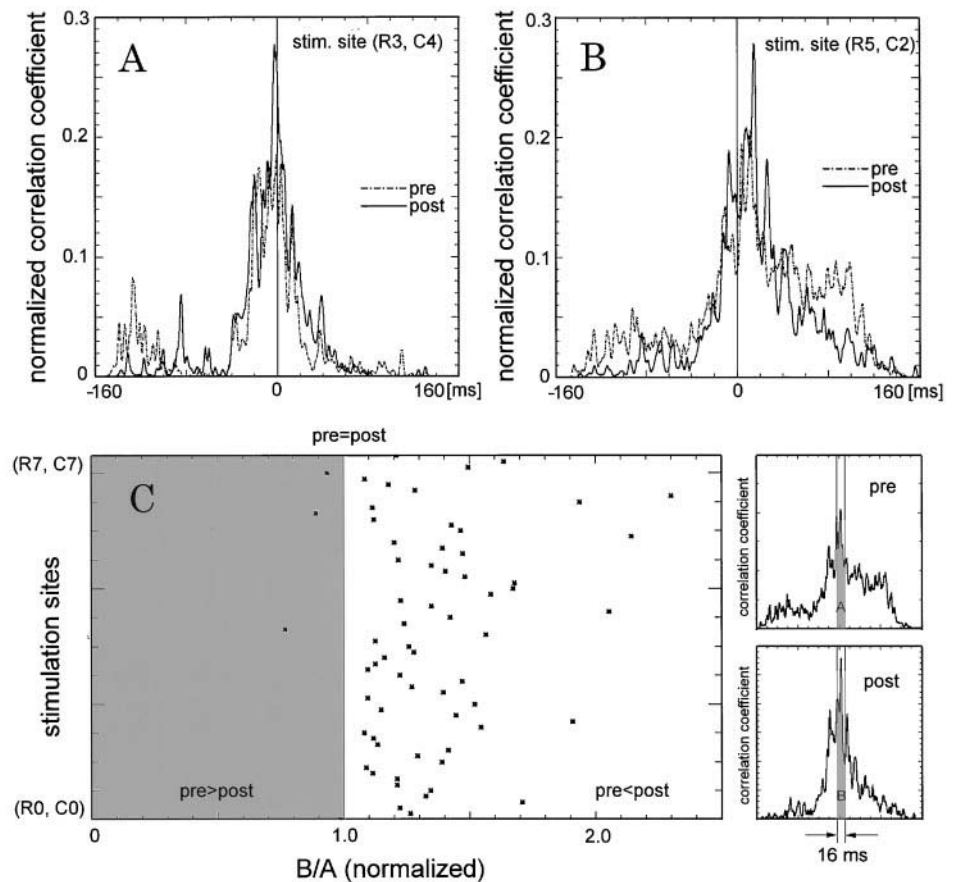 A
stim. site (R3, C4)
normalized correlation coefficient
0.3
0.2
0.1
0
pre
post
-160
0
160 [ms]
B
stim. site (R5, C2)
normalized correlation coefficient
0.3
0.2
0.1
0
pre
post
-160
0
160 [ms]
pre=post
C
(R7, C7)
stimulation sites
(R0, C0)
pre>post
pre<post
0
1.0
2.0
B/A (normalized)
pre
correlation coefficient
A
post
correlation coefficient
B
16 ms